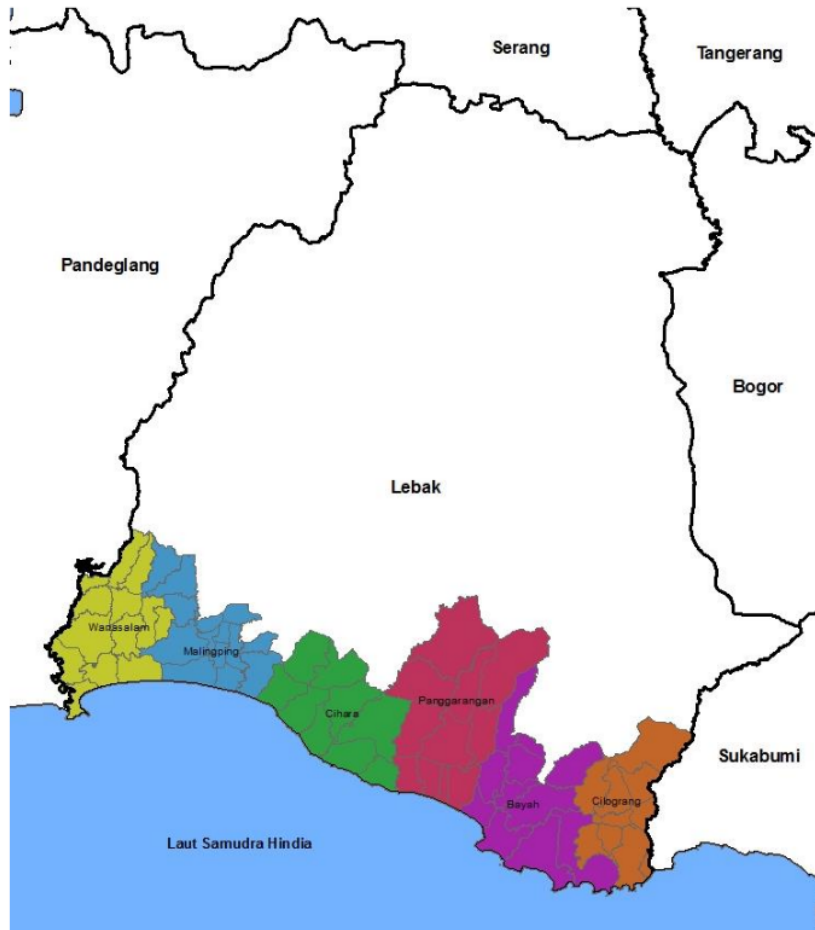 Serang
Tangerang
Pandeglang
Bogor
Lebak
Wanasalam
Malingping
Panggarangan
Cihara
Sukabumi
Bayah
Cilograng
Laut Samudra Hindia